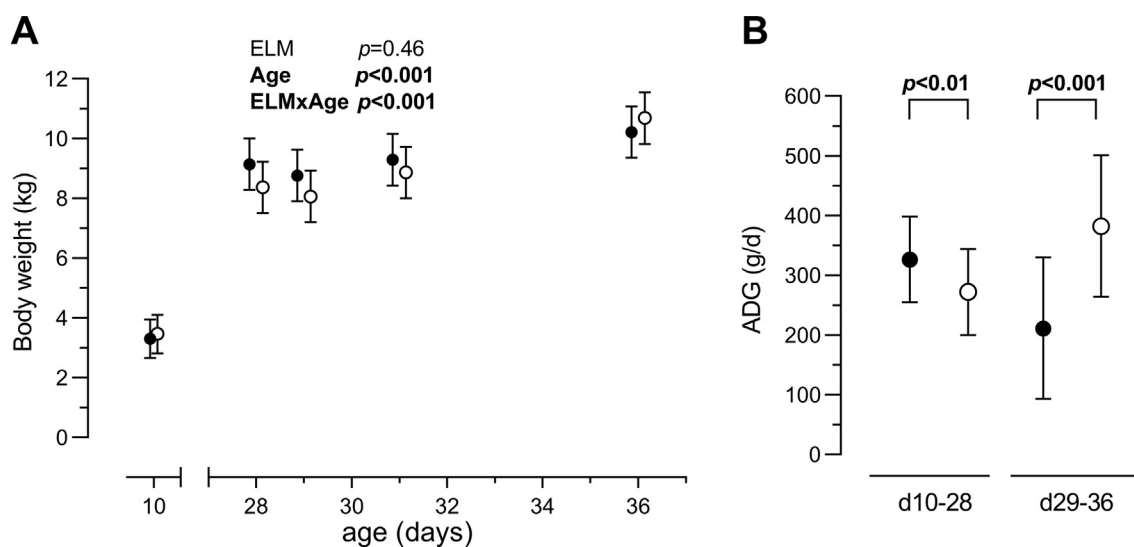 A
ELM p=0.46
Age p<0.001
ELMxAge p<0.001
12
10
8
6
4
2
0
Body weight (kg)
10 28 30 32 34 36
age (days)
B
p<0.01 p<0.001
600
500
400
300
200
100
0
ADG (g/d)
d10-28 d29-36